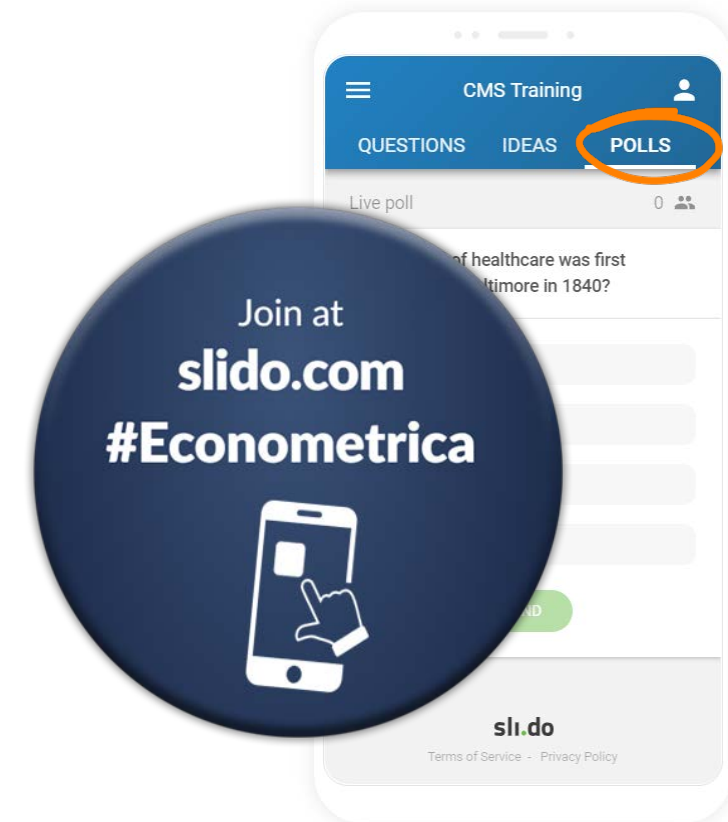 CMS Training
QUESTIONS IDEAS POLLS
Live poll 0
of healthcare was first
in 1840?
Join at
slido.com
#Econometrica
sli.do
Terms of Service - Privacy Policy